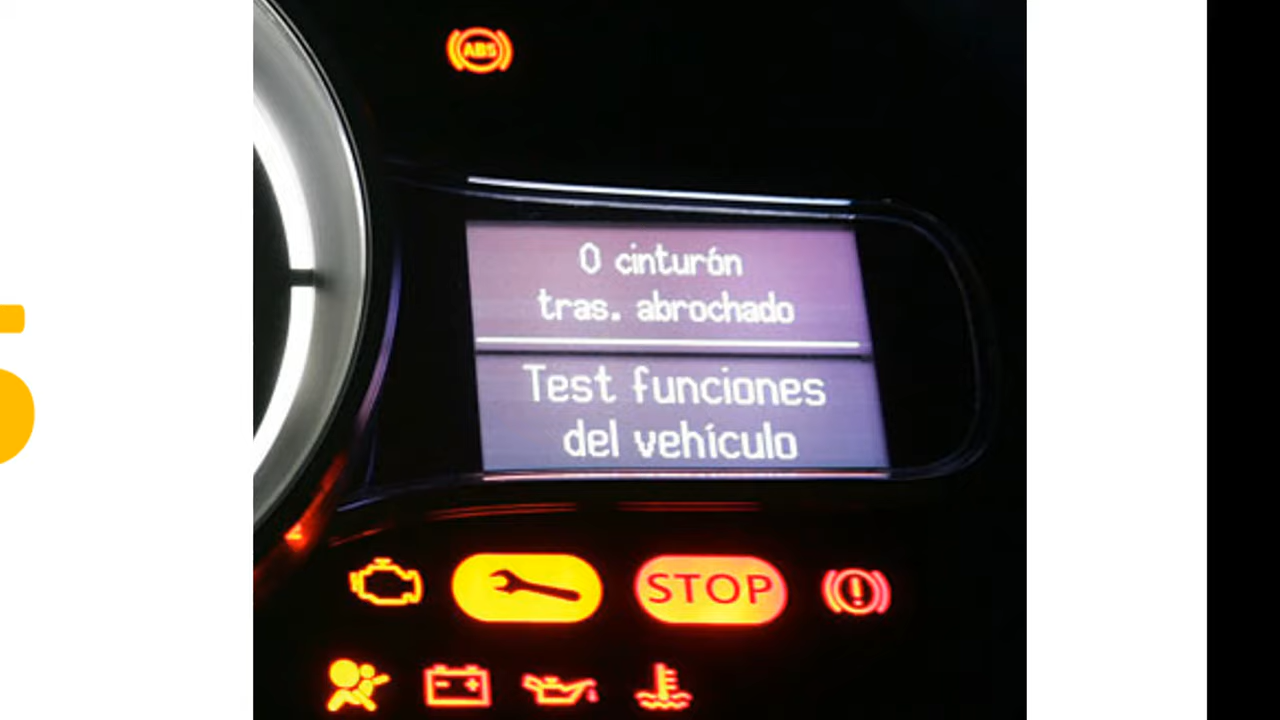 ABS
0 cinturón
tras. abrochado
Test funciones
del vehículo
STOP